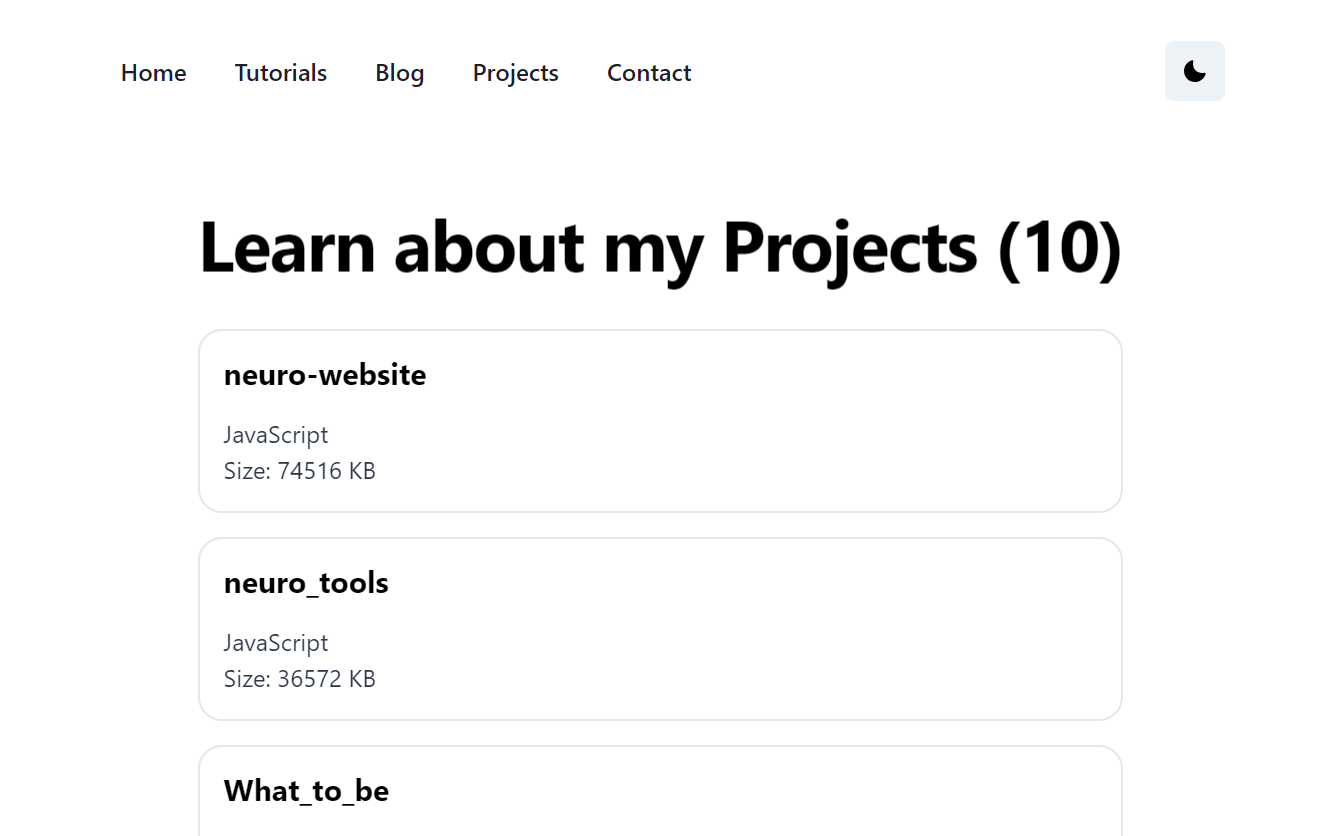 Home Tutorials Blog Projects Contact
Learn about my Projects (10)
neuro-website
JavaScript
Size: 74516 KB
neuro_tools
JavaScript
Size: 36572 KB
What_to_be